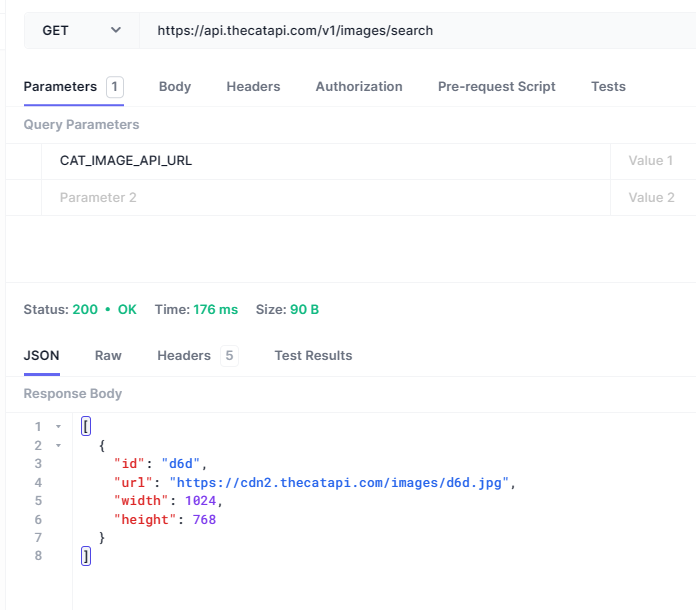 GET https://api.thecatapi.com/v1/images/search
Parameters 1 Body Headers Authorization Pre-request Script Tests
Query Parameters
CAT_IMAGE_API_URL Value 1
Parameter 2 Value 2
Status: 200 • OK Time: 176 ms Size: 90 B
JSON Raw Headers 5 Test Results
Response Body
1 [
2 {
3 "id": "d6d",
4 "url": "https://cdn2.thecatapi.com/images/d6d.jpg",
5 "width": 1024,
6 "height": 768
7 }
8 ]